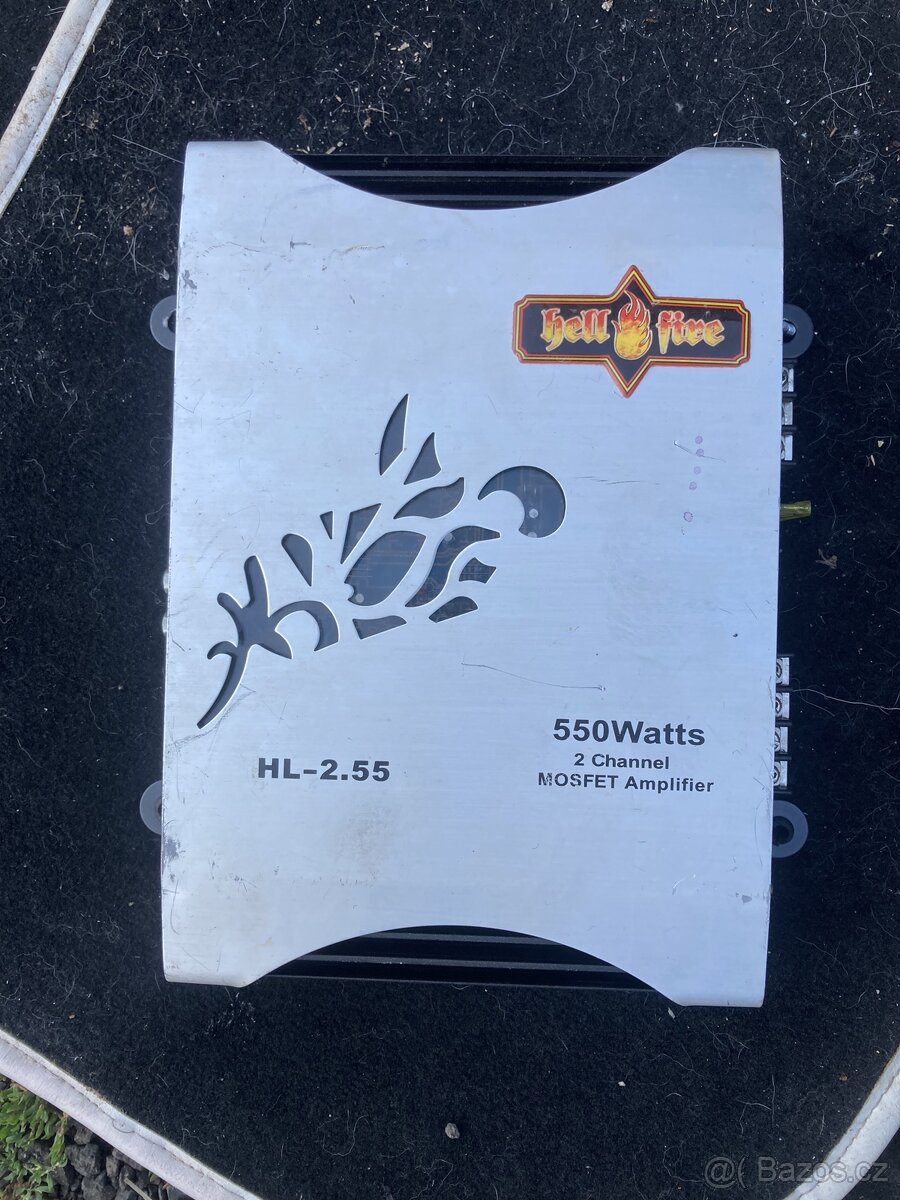 hell fire
550Watts
2 Channel
HL-2.55
MOSFET Amplifier
@( Bazos.cz